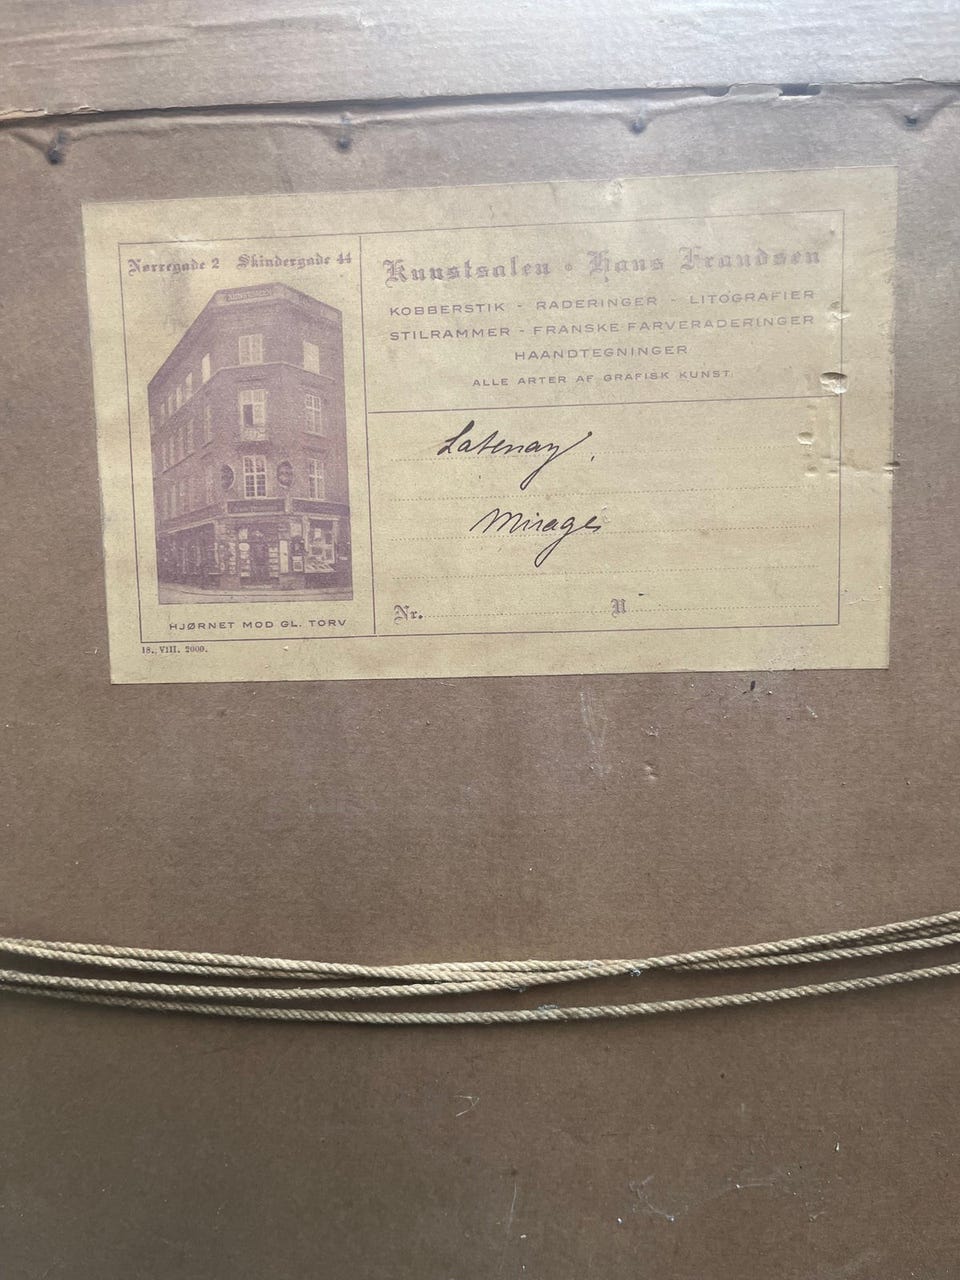 Nørregade 2 Skindergade 44
HJØRNET MOD GL. TORV
18. VIII. 2000.
Kunstsalen Hans Frandsen
KOBBERSTIK - RADERINGER - LITOGRAFIER
STILRAMMER - FRANSKE FARVERADERINGER
HAANDTEGNINGER
ALLE ARTER AF GRAFISK KUNST
Latenay.
Mirages
Nr.